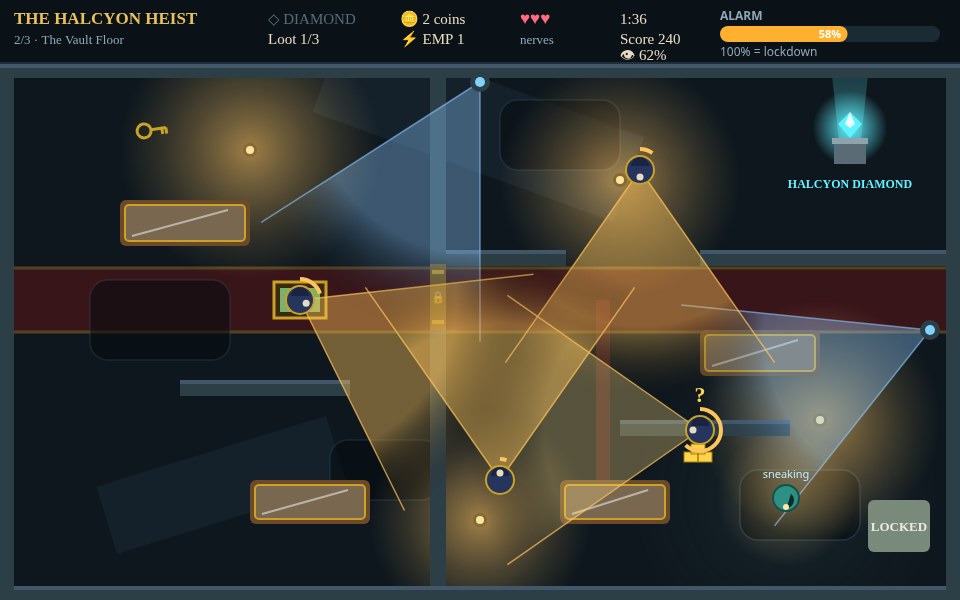 THE HALCYON HEIST
2/3 · The Vault Floor
◇ DIAMOND
Loot 1/3
🪙 2 coins
⚡ EMP 1
♥♥♥
nerves
1:36
Score 240
👁 62%
ALARM
58%
100% = lockdown
HALCYON DIAMOND
?
sneaking
LOCKED